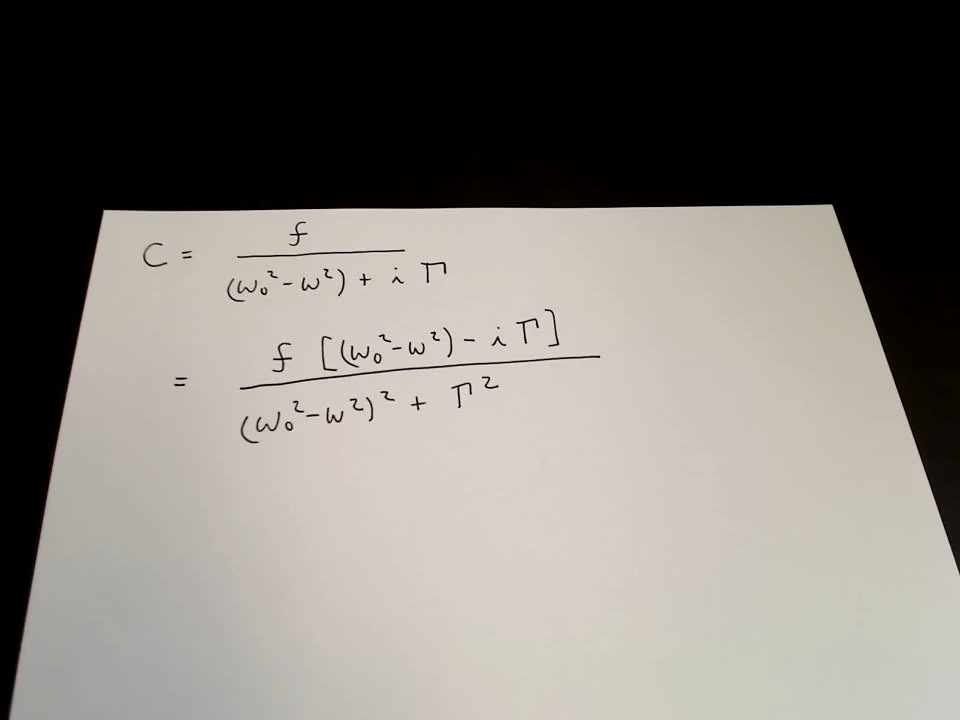 C = f / ((ω₀² - ω²) + i Γ)
= f [(ω₀² - ω²) - i Γ] / ((ω₀² - ω²)² + Γ²)